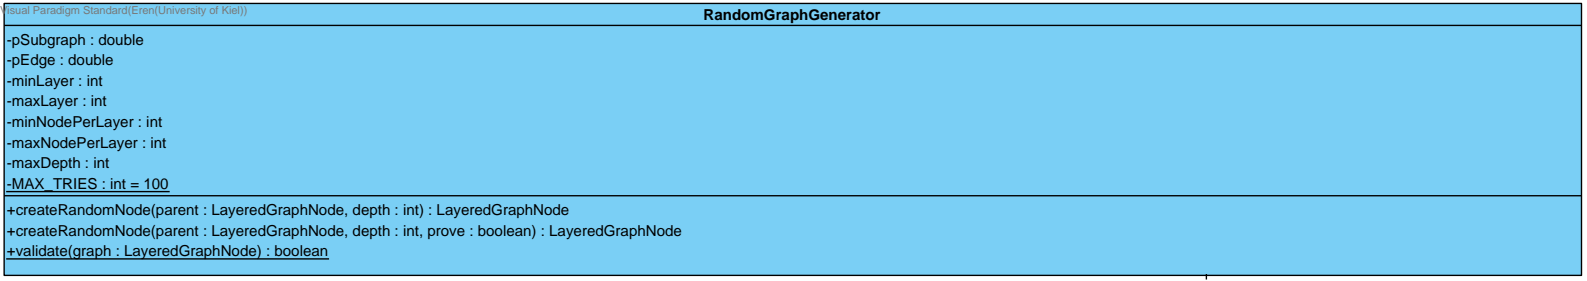 Visual Paradigm Standard(Eren(University of Kiel))
RandomGraphGenerator
-pSubgraph : double
-pEdge : double
-minLayer : int
-maxLayer : int
-minNodePerLayer : int
-maxNodePerLayer : int
-maxDepth : int
-MAX_TRIES : int = 100
+createRandomNode(parent : LayeredGraphNode, depth : int) : LayeredGraphNode
+createRandomNode(parent : LayeredGraphNode, depth : int, prove : boolean) : LayeredGraphNode
+validate(graph : LayeredGraphNode) : boolean